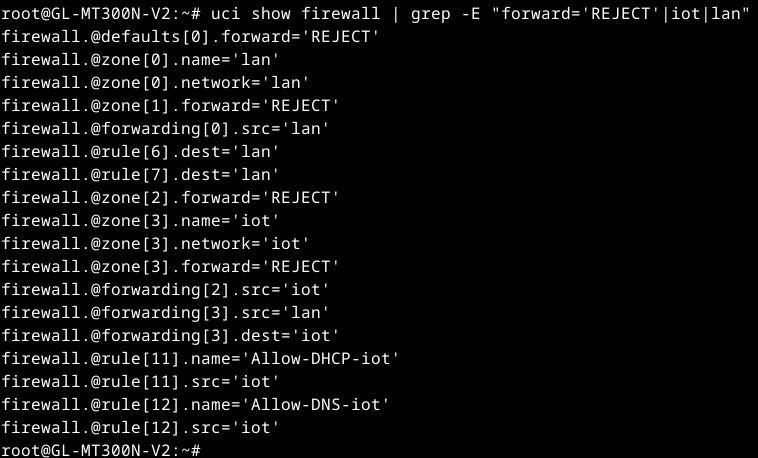 root@GL-MT300N-V2:~# uci show firewall | grep -E "forward='REJECT'|iot|lan"
firewall.@defaults[0].forward='REJECT'
firewall.@zone[0].name='lan'
firewall.@zone[0].network='lan'
firewall.@zone[1].forward='REJECT'
firewall.@forwarding[0].src='lan'
firewall.@rule[6].dest='lan'
firewall.@rule[7].dest='lan'
firewall.@zone[2].forward='REJECT'
firewall.@zone[3].name='iot'
firewall.@zone[3].network='iot'
firewall.@zone[3].forward='REJECT'
firewall.@forwarding[2].src='iot'
firewall.@forwarding[3].src='lan'
firewall.@forwarding[3].dest='iot'
firewall.@rule[11].name='Allow-DHCP-iot'
firewall.@rule[11].src='iot'
firewall.@rule[12].name='Allow-DNS-iot'
firewall.@rule[12].src='iot'
root@GL-MT300N-V2:~#